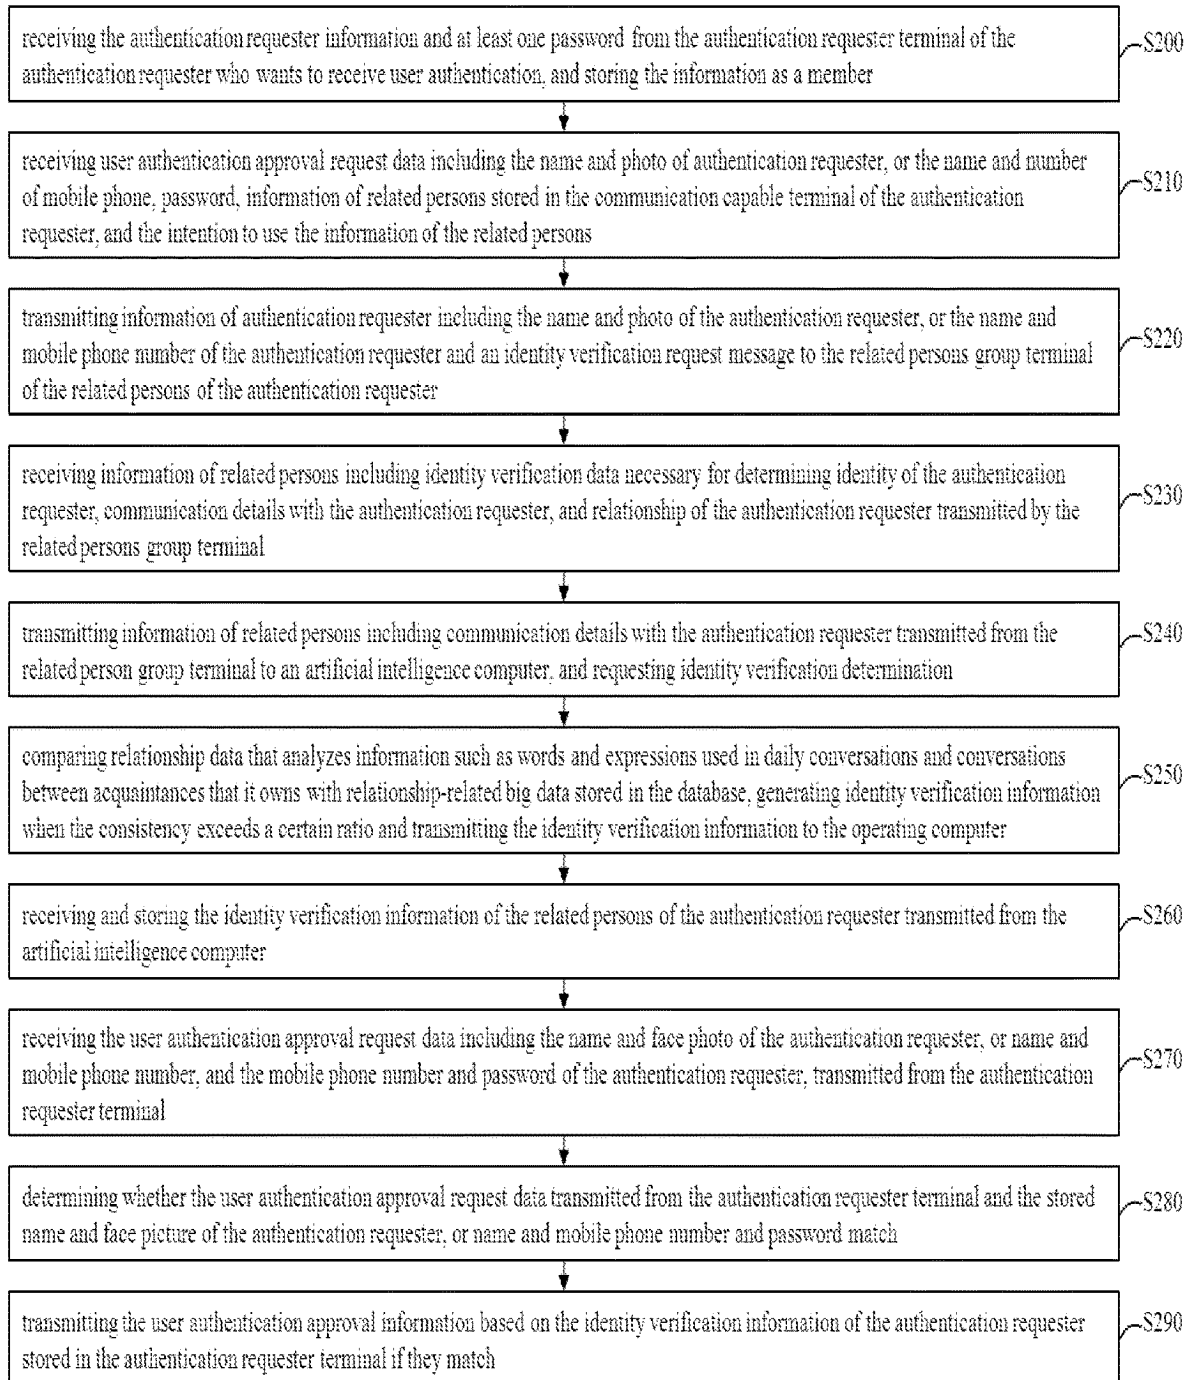 receiving the authentication requester information and at least one password from the authentication requester terminal of the
authentication requester who wants to receive user authentication, and storing the information as a member
S200
receiving user authentication approval request data including the name and photo of authentication requester, or the name and number
of mobile phone, password, information of related persons stored in the communication capable terminal of the authentication
requester, and the intention to use the information of the related persons
S210
transmitting information of authentication requester including the name and photo of the authentication requester, or the name and
mobile phone number of the authentication requester and an identity verification request message to the related persons group terminal
of the related persons of the authentication requester
S220
receiving information of related persons including identity verification data necessary for determining identity of the authentication
requester, communication details with the authentication requester, and relationship of the authentication requester transmitted by the
related persons group terminal
S230
transmitting information of related persons including communication details with the authentication requester transmitted from the
related person group terminal to an artificial intelligence computer, and requesting identity verification determination
S240
comparing relationship data that analyzes information such as words and expressions used in daily conversations and conversations
between acquaintances that it owns with relationship-related big data stored in the database, generating identity verification information
when the consistency exceeds a certain ratio and transmitting the identity verification information to the operating computer
S250
receiving and storing the identity verification information of the related persons of the authentication requester transmitted from the
artificial intelligence computer
S260
receiving the user authentication approval request data including the name and face photo of the authentication requester, or name and
mobile phone number, and the mobile phone number and password of the authentication requester, transmitted from the authentication
requester terminal
S270
determining whether the user authentication approval request data transmitted from the authentication requester terminal and the stored
name and face picture of the authentication requester, or name and mobile phone number and password match
S280
transmitting the user authentication approval information based on the identity verification information of the authentication requester
stored in the authentication requester terminal if they match
S290